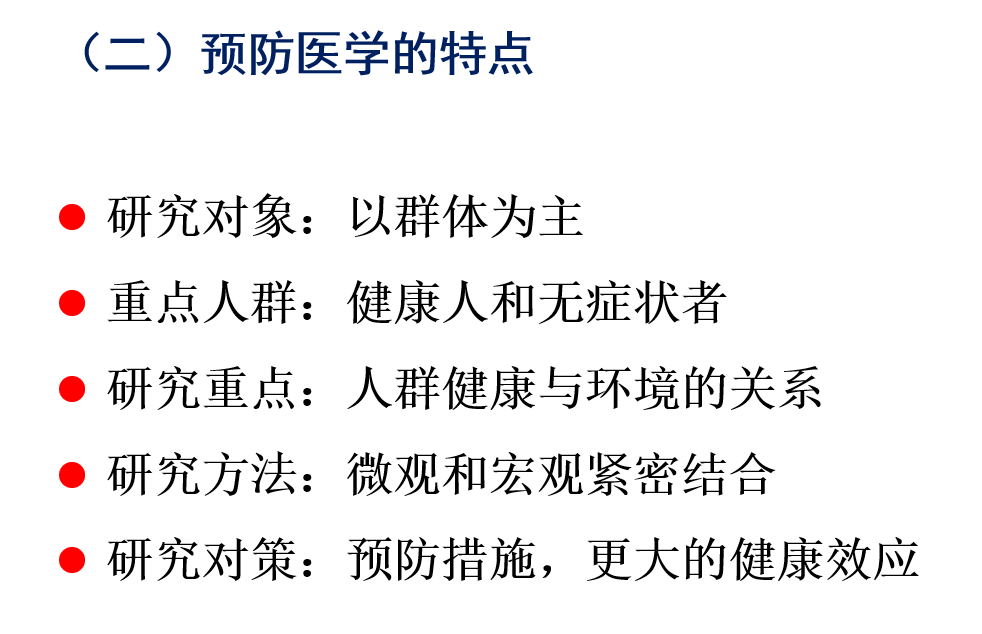 （二）预防医学的特点
● 研究对象：以群体为主
● 重点人群：健康人和无症状者
● 研究重点：人群健康与环境的关系
● 研究方法：微观和宏观紧密结合
● 研究对策：预防措施，更大的健康效应